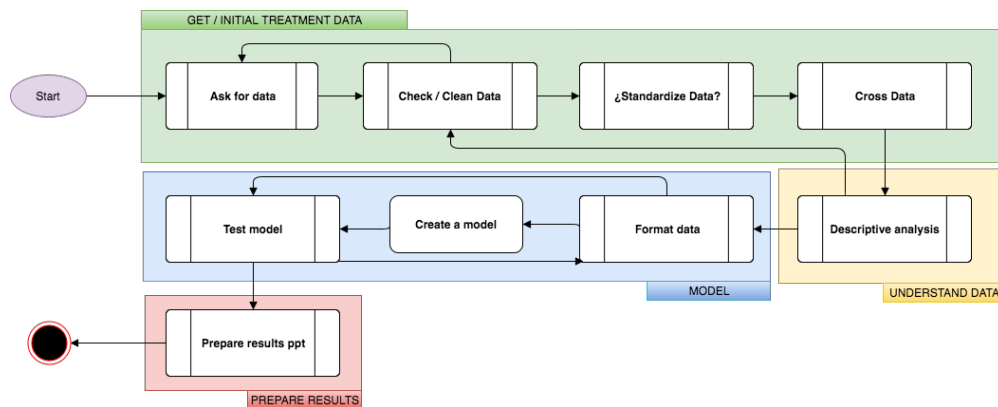 GET / INITIAL TREATMENT DATA
Start
Ask for data
Check / Clean Data
¿Standardize Data?
Cross Data
Test model
Create a model
Format data
Descriptive analysis
MODEL
UNDERSTAND DATA
Prepare results ppt
PREPARE RESULTS